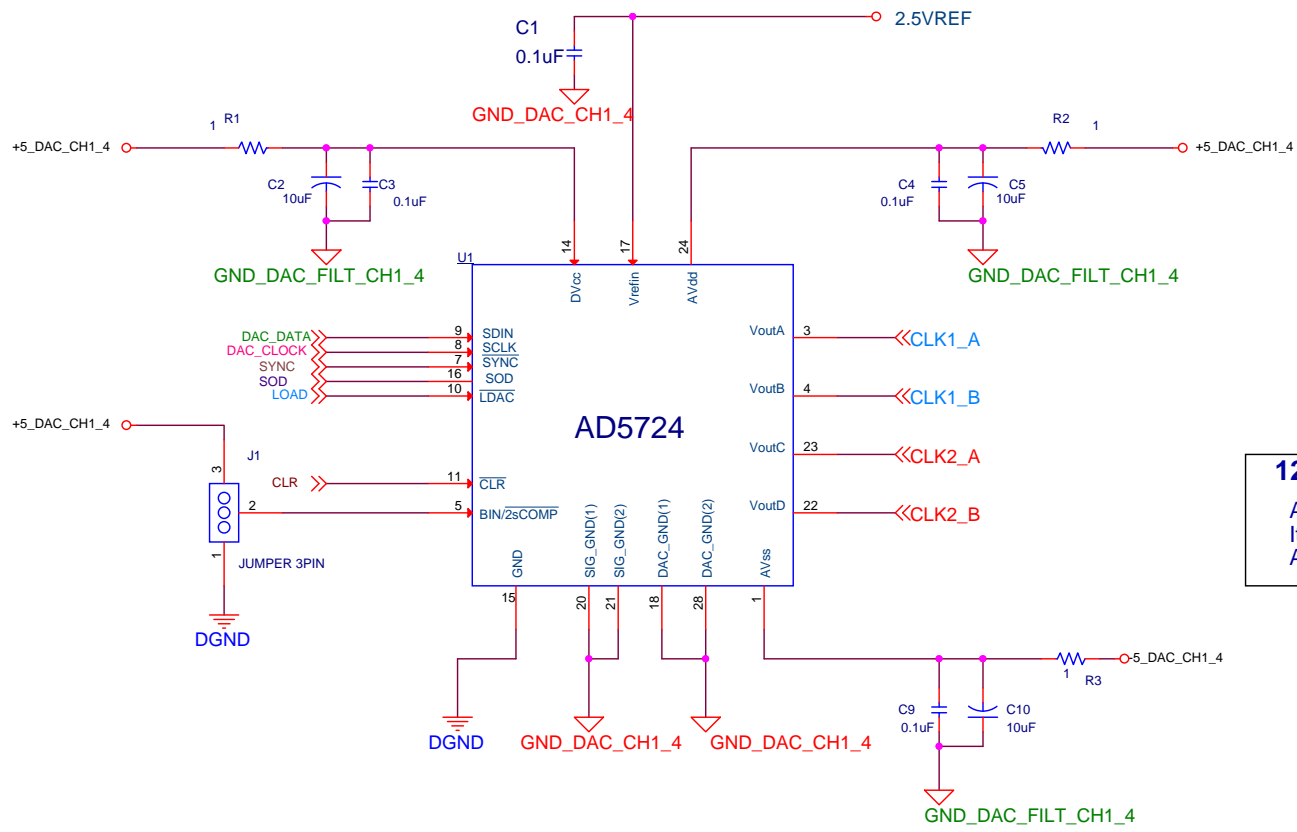 C1
0.1uF
2.5VREF
GND_DAC_CH1_4
+5_DAC_CH1_4
1
R1
C2
10uF
C3
0.1uF
GND_DAC_FILT_CH1_4
R2
1
+5_DAC_CH1_4
C4
0.1uF
C5
10uF
GND_DAC_FILT_CH1_4
14
17
24
U1
DVcc
Vrefin
AVdd
DAC_DATA
9
SDIN
DAC_CLOCK
8
SCLK
SYNC
7
SYNC
SOD
16
SOD
LOAD
10
LDAC
VoutA
3
CLK1_A
VoutB
4
CLK1_B
AD5724
VoutC
23
CLK2_A
VoutD
22
CLK2_B
+5_DAC_CH1_4
J1
3
2
1
JUMPER 3PIN
DGND
CLR
11
CLR
5
BIN/2sCOMP
GND
SIG_GND(1)
SIG_GND(2)
DAC_GND(1)
DAC_GND(2)
AVss
15
20
21
18
28
1
DGND
GND_DAC_CH1_4
GND_DAC_CH1_4
-5_DAC_CH1_4
1
R3
C9
0.1uF
C10
10uF
GND_DAC_FILT_CH1_4
12
A
I
A